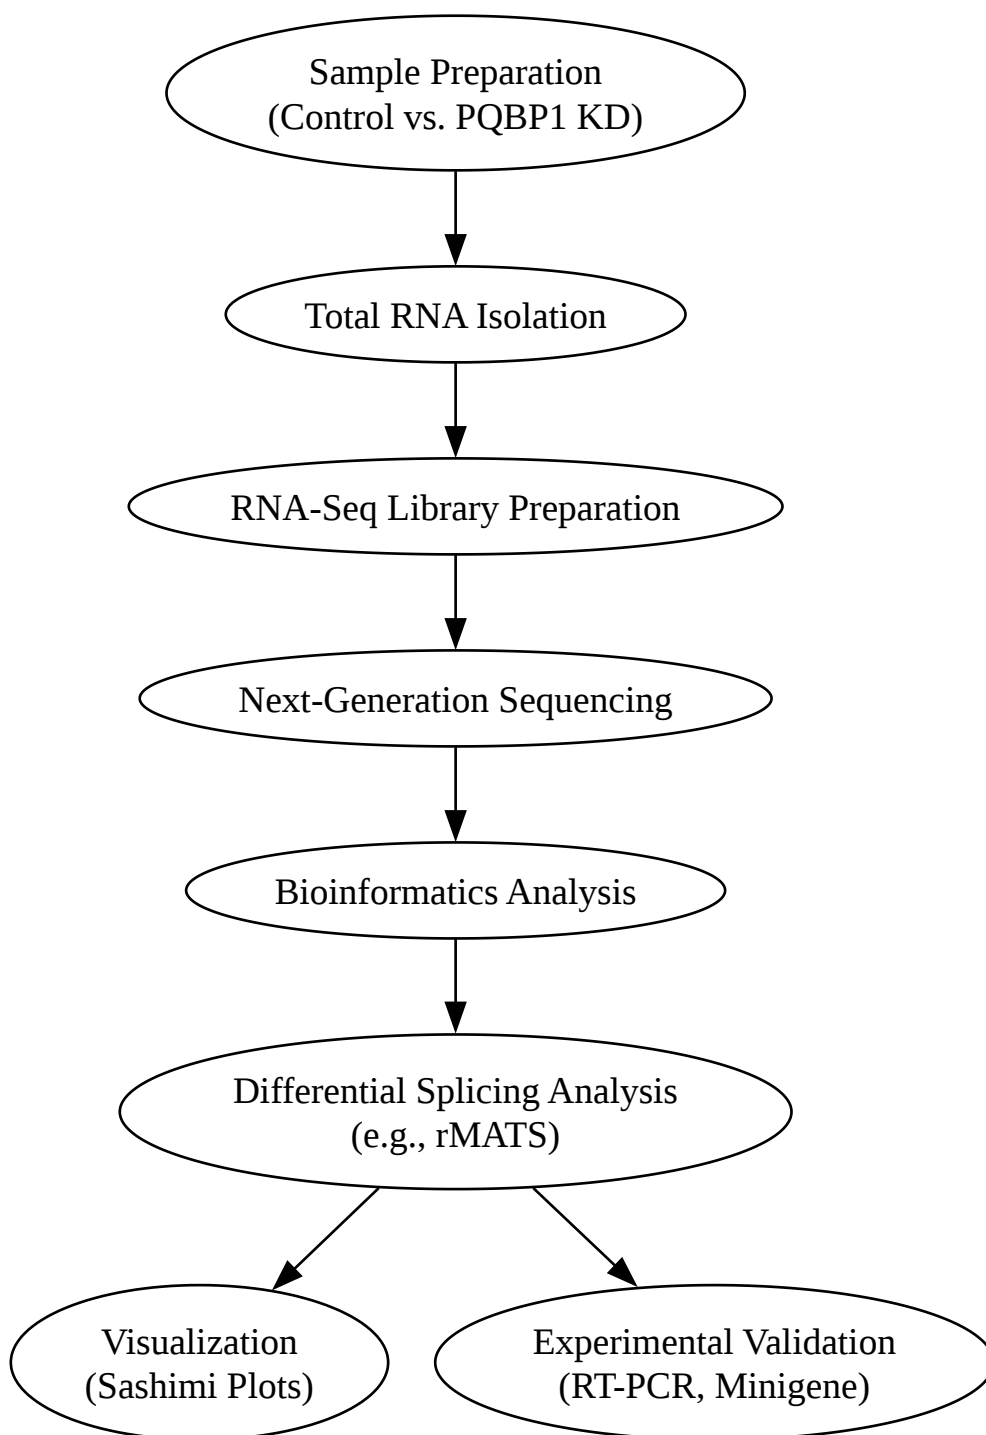 Sample Preparation
(Control vs. PQBP1 KD)
Total RNA Isolation
RNA-Seq Library Preparation
Next-Generation Sequencing
Bioinformatics Analysis
Differential Splicing Analysis
(e.g., rMATS)
Visualization
(Sashimi Plots)
Experimental Validation
(RT-PCR, Minigene)